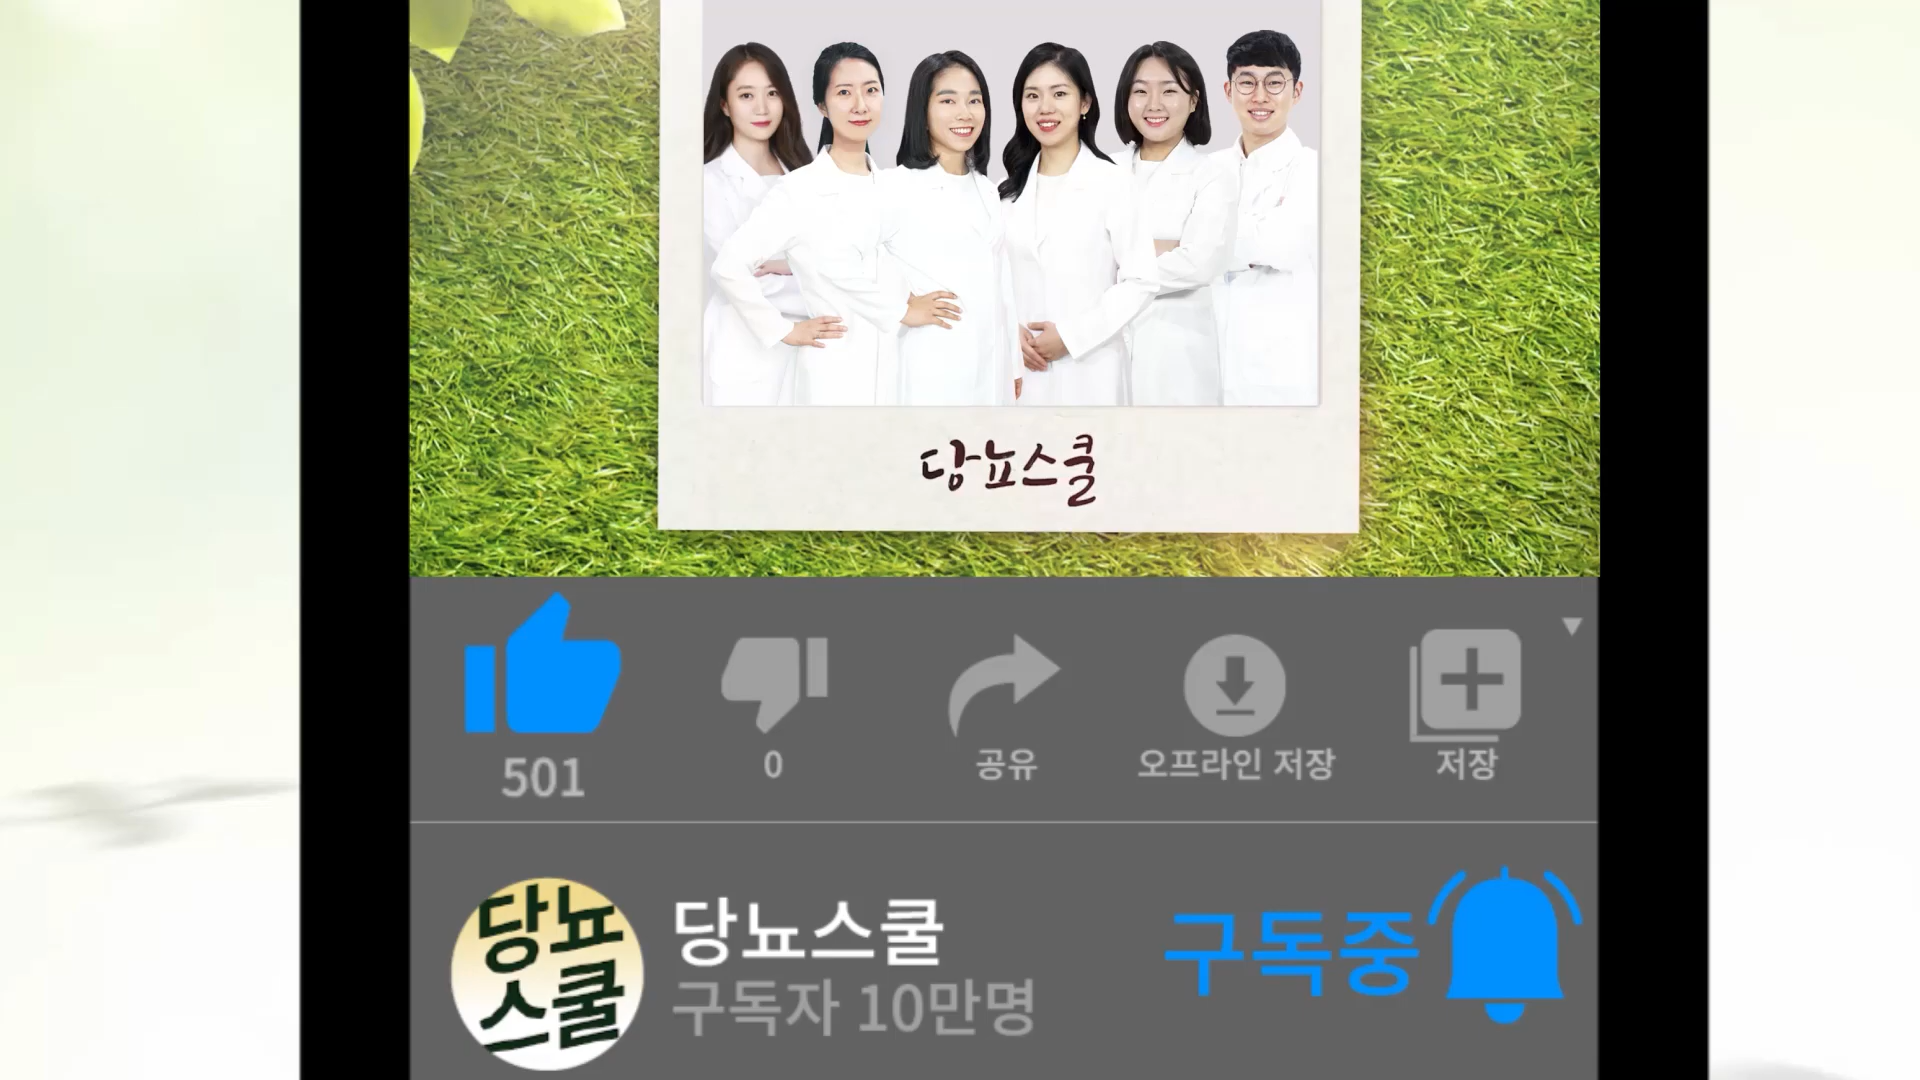 당뇨스쿨
501
0
공유
오프라인 저장
저장
당뇨
스쿨
당뇨스쿨
구독자 10만명
구독중